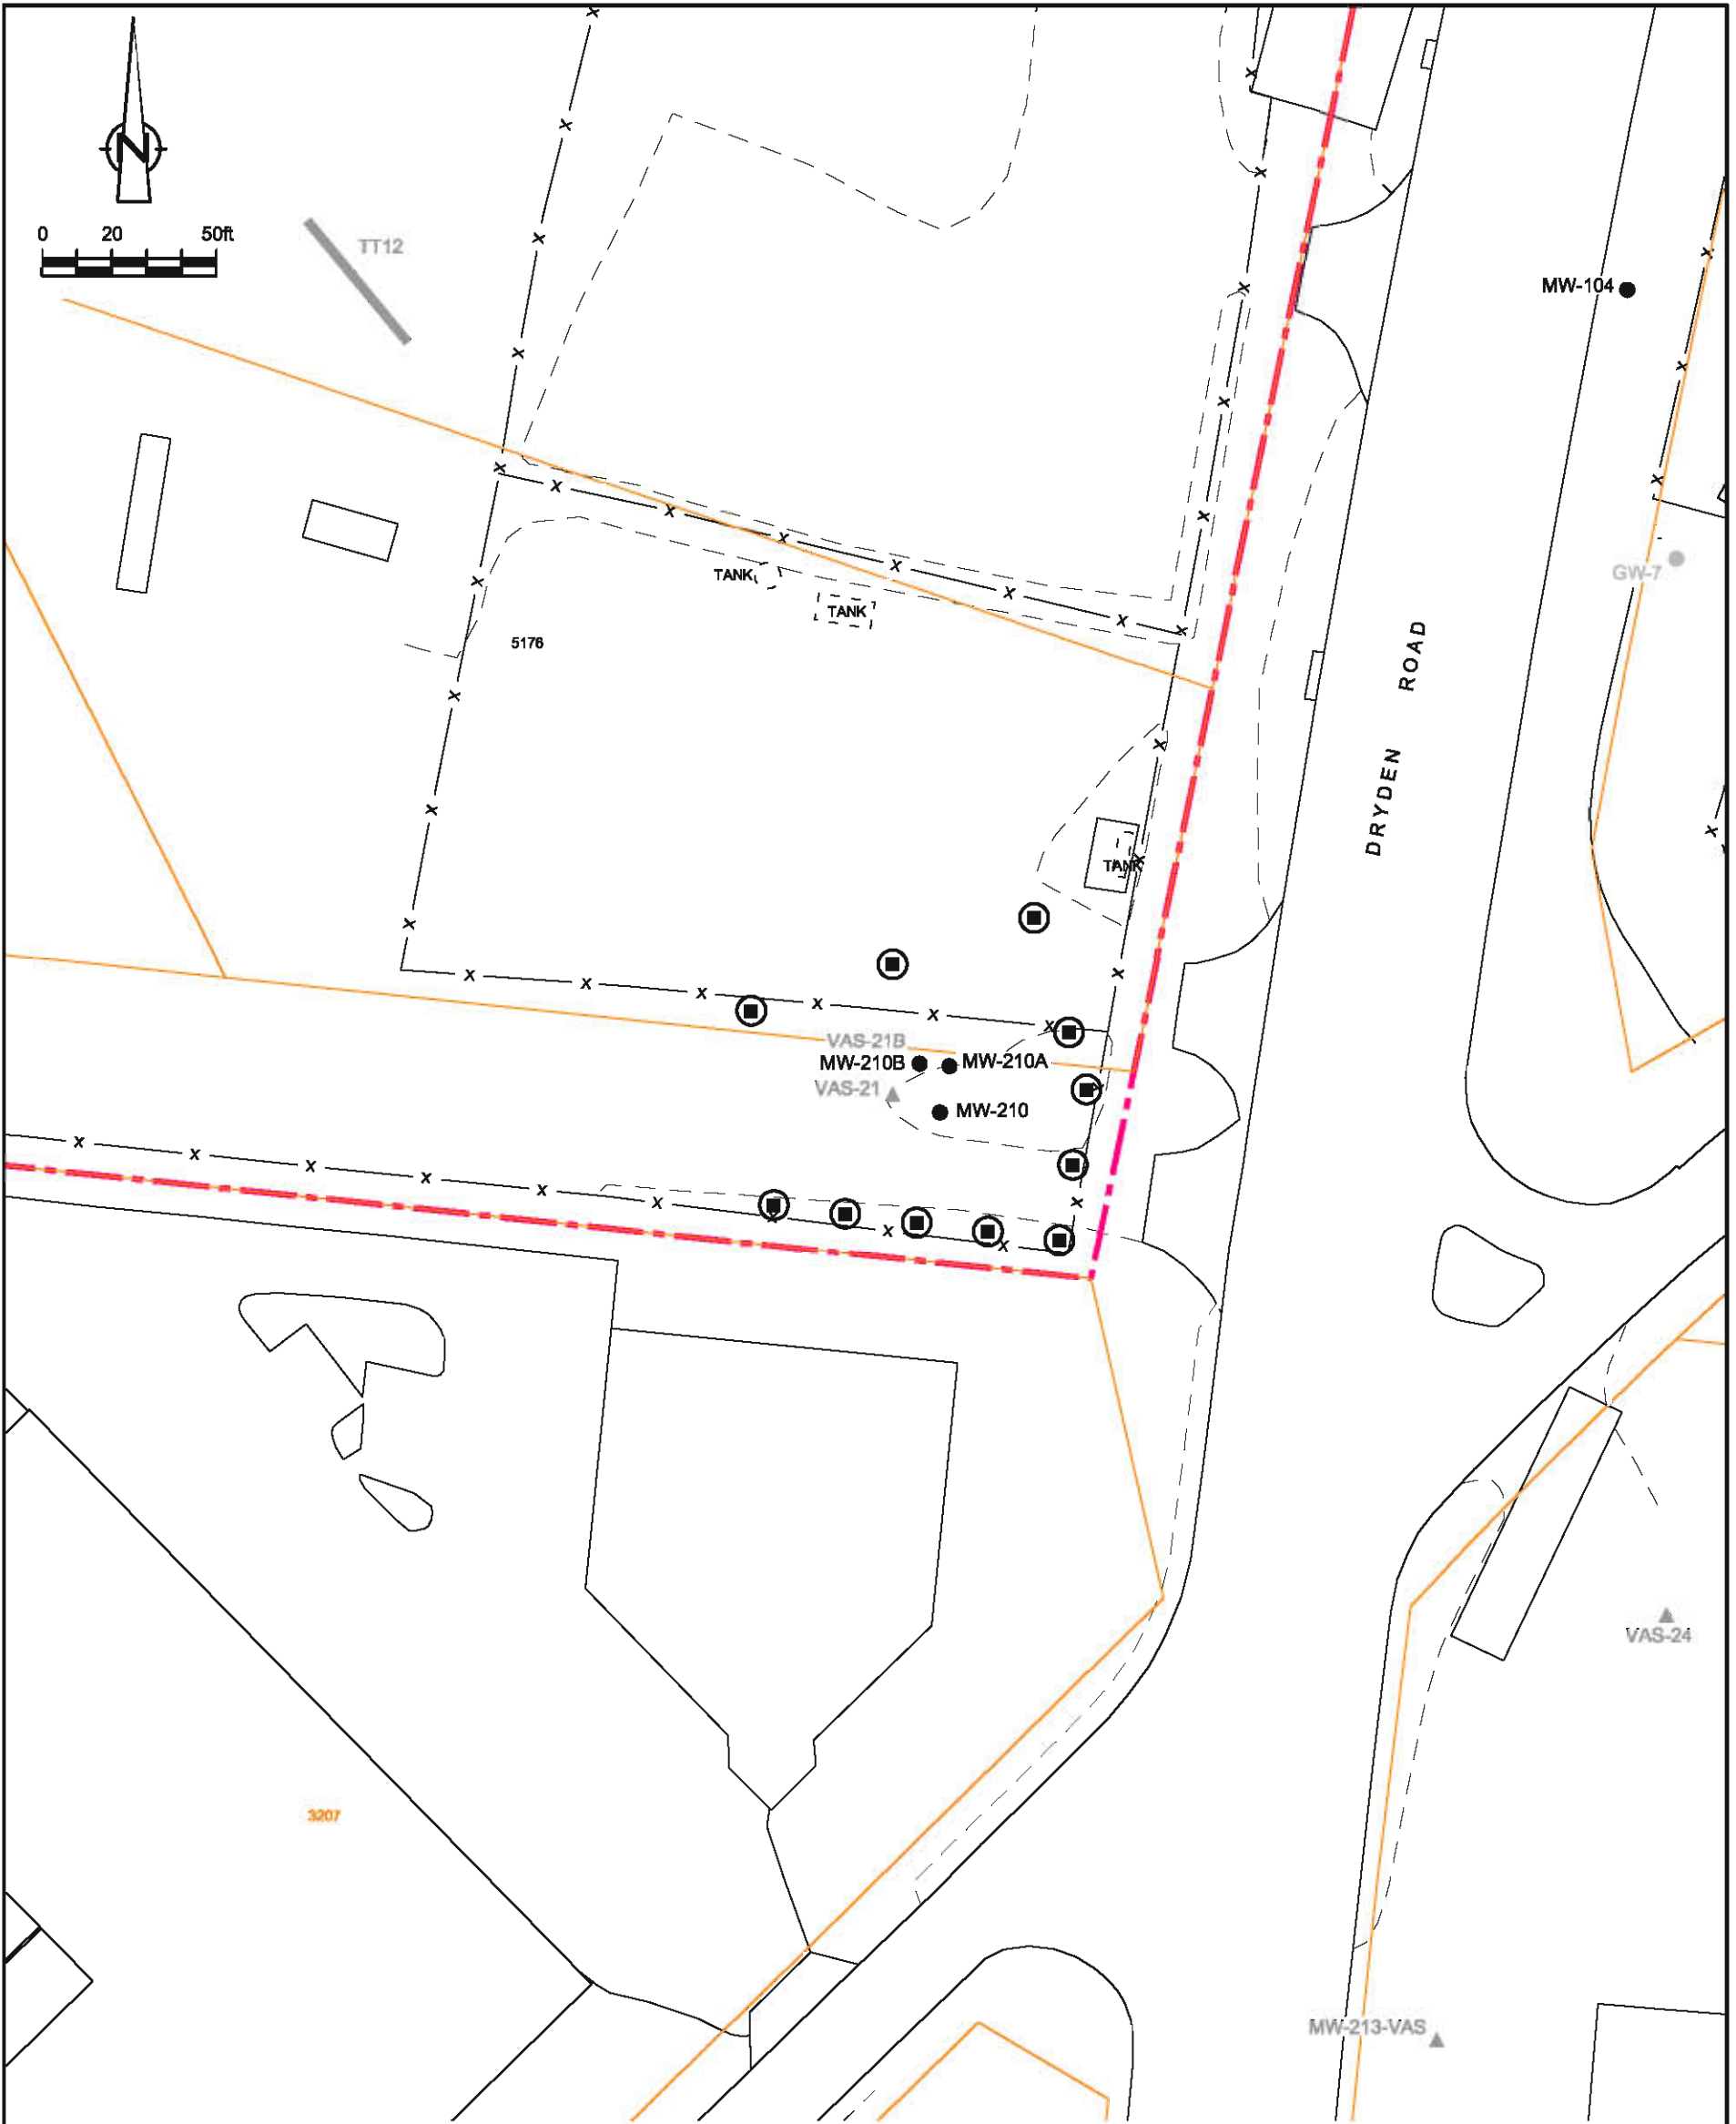 N
0 20 50ft
TT12
MW-104
GW-7
TANK
TANK
5176
DRYDEN ROAD
TANK
VAS-21B
MW-210B
MW-210A
VAS-21
MW-210
VAS-24
3207
MW-213-VAS